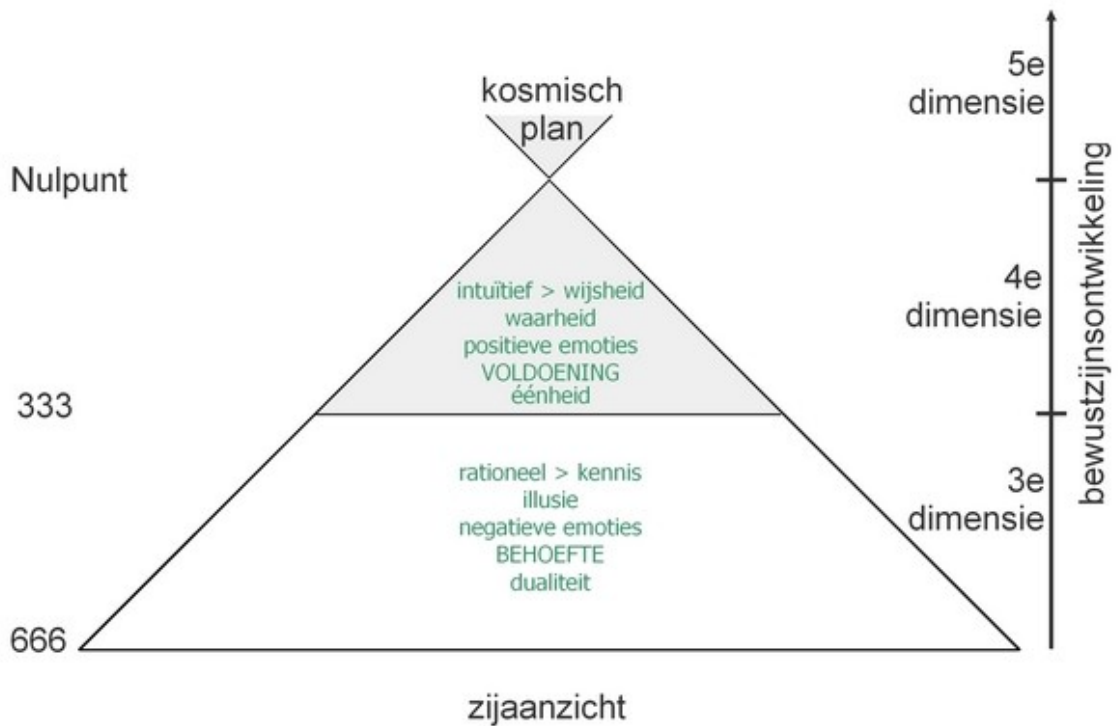 kosmisch
plan
5e
dimensie
Nulpunt
intuïtief > wijsheid
waarheid
positieve emoties
VOLDOENING
éénheid
4e
dimensie
bewustzijnsontwikkeling
333
rationeel > kennis
illusie
negatieve emoties
BEHOEFTE
dualiteit
3e
dimensie
666
zijaanzicht